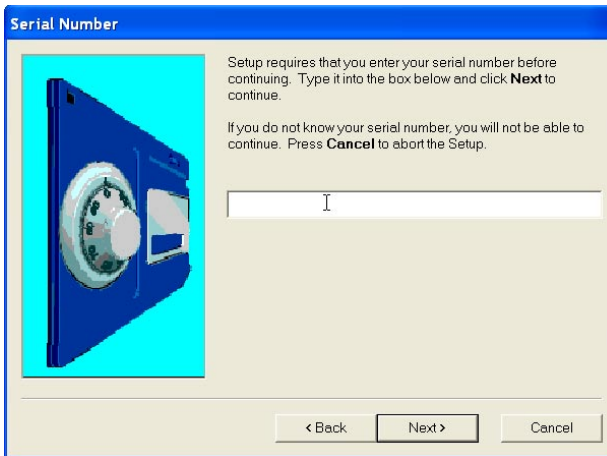 Serial Number
Setup requires that you enter your serial number before
continuing. Type it into the box below and click Next to
continue.
If you do not know your serial number, you will not be able to
continue. Press Cancel to abort the Setup.
< Back
Next >
Cancel